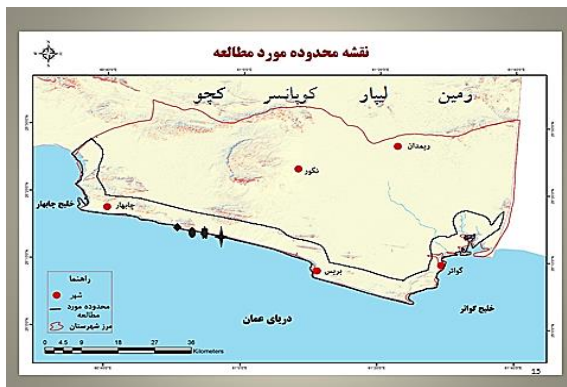 نقشه محدوده مورد مطالعه
رمین لیپار کوپانسر کچو
ریمدان
نگور
چابهار
خلیج چابهار
بریس
گواتر
خلیج گواتر
دریای عمان
راهنما
شهر
محدوده مورد
مطالعه
مرز شهرستان
0 4.5 9 18 27 36
Kilometers
15